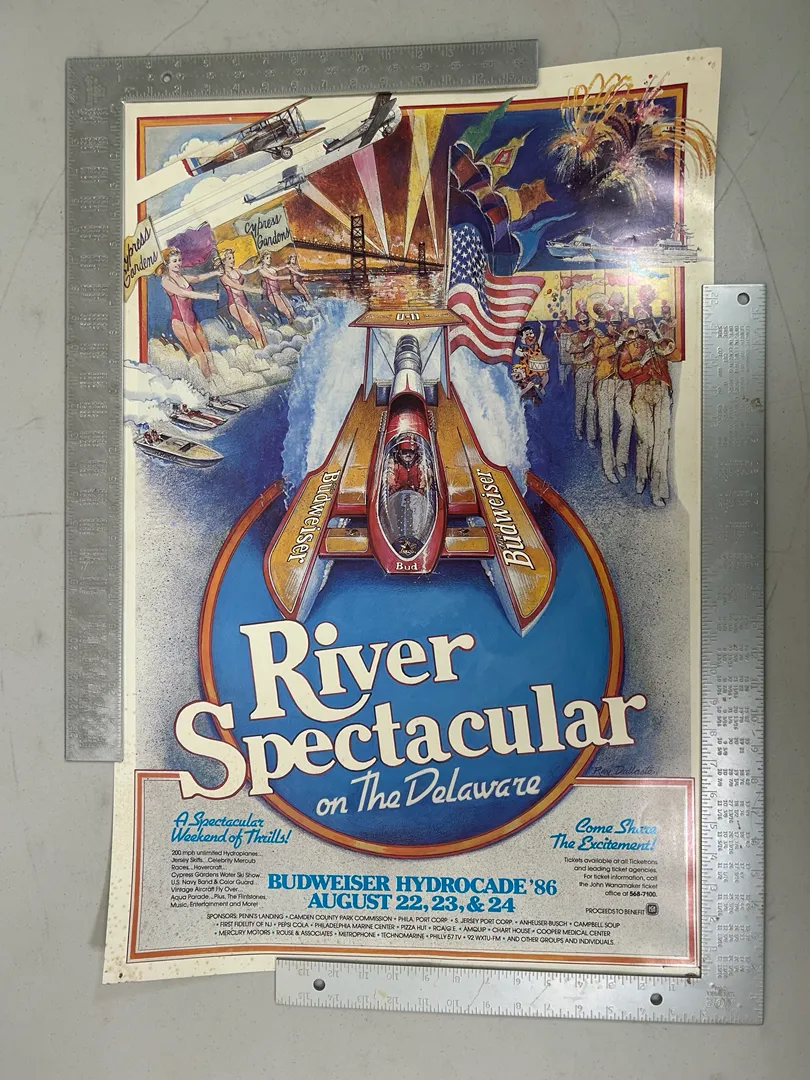 Cypress
Gardens
ypress
Gardens
U-11
Budweiser
Budweiser
Bud
River
Spectacular
on The Delaware
A Spectacular
Weekend of Thrills!
200 mph unlimited Hydroplanes...
Jersey Skiffs...Celebrity Mercub
Races...Hovercraft...
Cypress Gardens Water Ski Show...
U.S. Navy Band & Color Guard...
Vintage Aircraft Fly Over...
Aqua Parade...Plus, The Flintstones,
Music, Entertainment and More!
Come Share
The Excitement!
Tickets available at all Ticketrons
and leading ticket agencies.
For ticket information, call
the John Wanamaker ticket
office at 568-7100.
PROCEEDS TO BENEFIT
BUDWEISER HYDROCADE '86
AUGUST 22, 23, & 24
SPONSORS: PENN'S LANDING • CAMDEN COUNTY PARK COMMISSION • PHILA. PORT CORP. • S. JERSEY PORT CORP. • ANHEUSER-BUSCH • CAMPBELL SOUP
• FIRST FIDELITY OF NJ • PEPSI COLA • PHILADELPHIA MARINE CENTER • PIZZA HUT • RCA/G.E. • AMQUIP • CHART HOUSE • COOPER MEDICAL CENTER
• MERCURY MOTORS • ROUSE & ASSOCIATES • METROPHONE • TECHNOMARINE • PHILLY 57 TV • 92 WXTU-FM • AND OTHER GROUPS AND INDIVIDUALS.